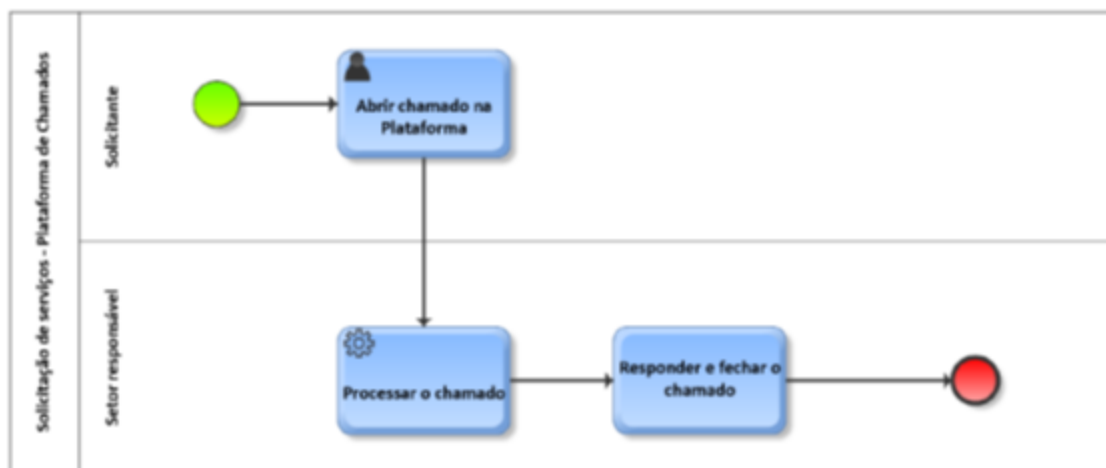 Solicitação de serviços - Plataforma de Chamados
Solicitante
Abrir chamado na
Plataforma
Setor responsável
Processar o chamado
Responder e fechar o
chamado